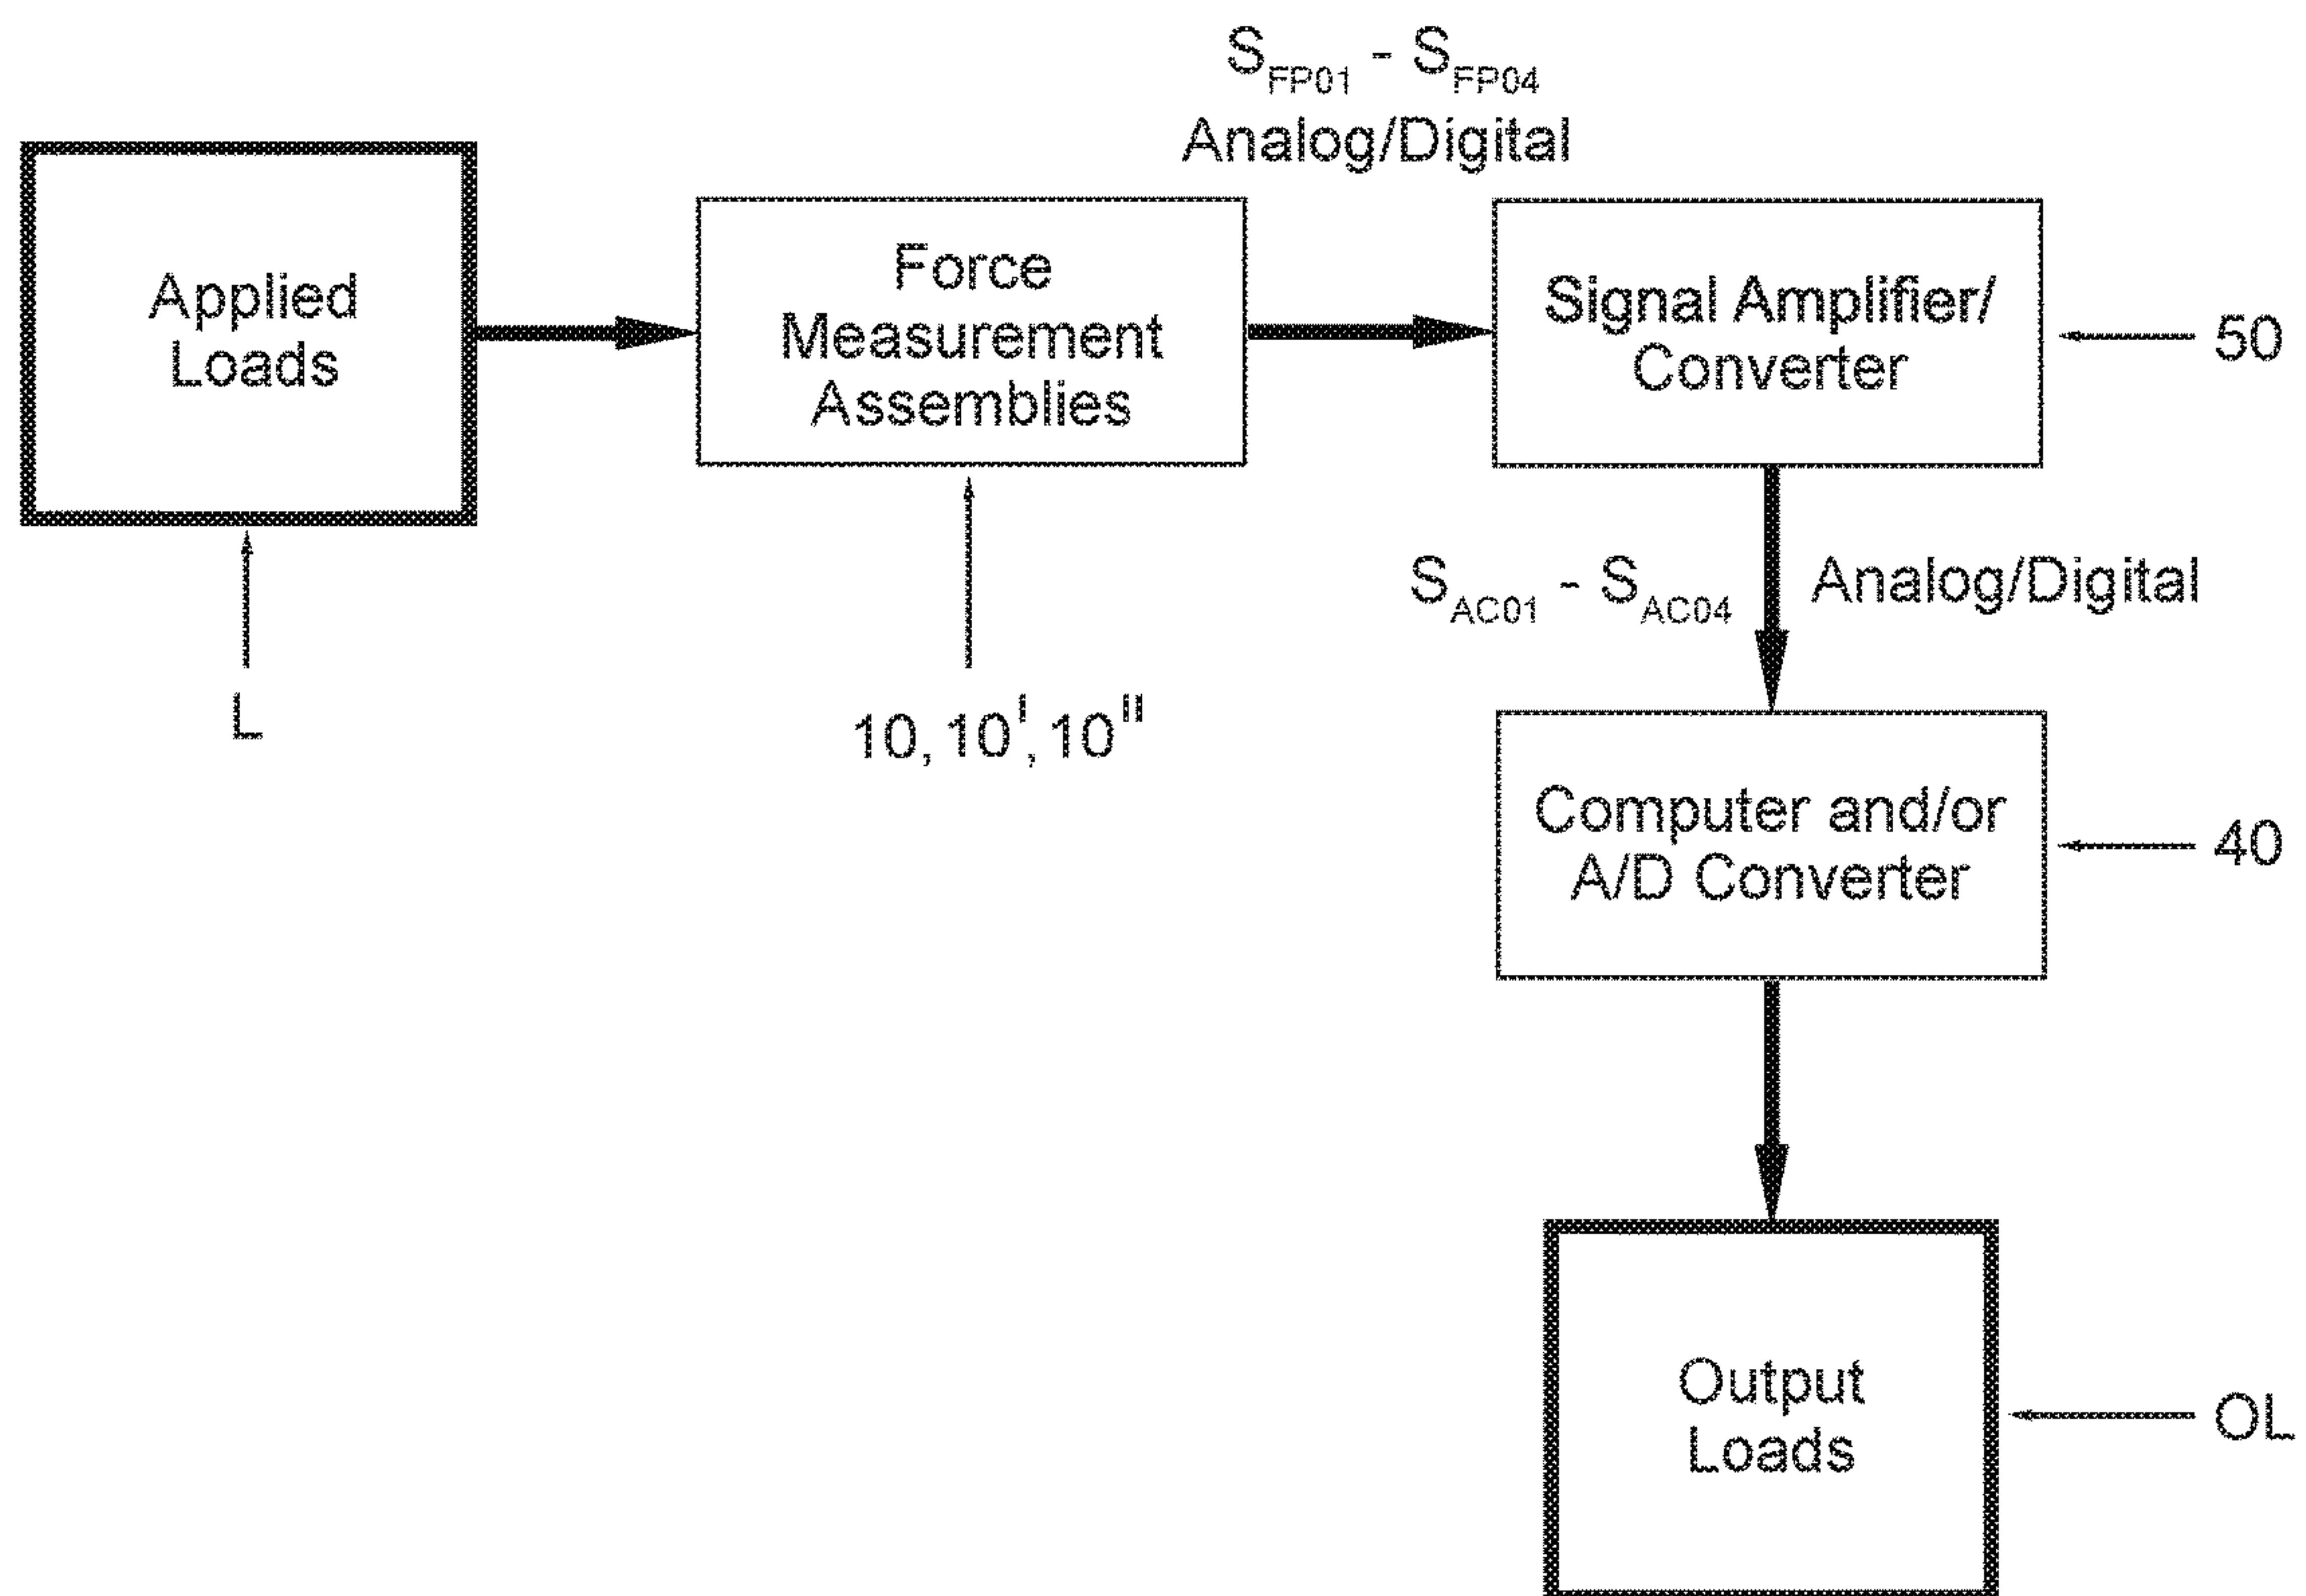 S_FP01 - S_FP04
Analog/Digital
Applied
Loads
Force
Measurement
Assemblies
Signal Amplifier/
Converter
50
S_AC01 - S_AC04
Analog/Digital
L
10, 10', 10"
Computer and/or
A/D Converter
40
Output
Loads
OL